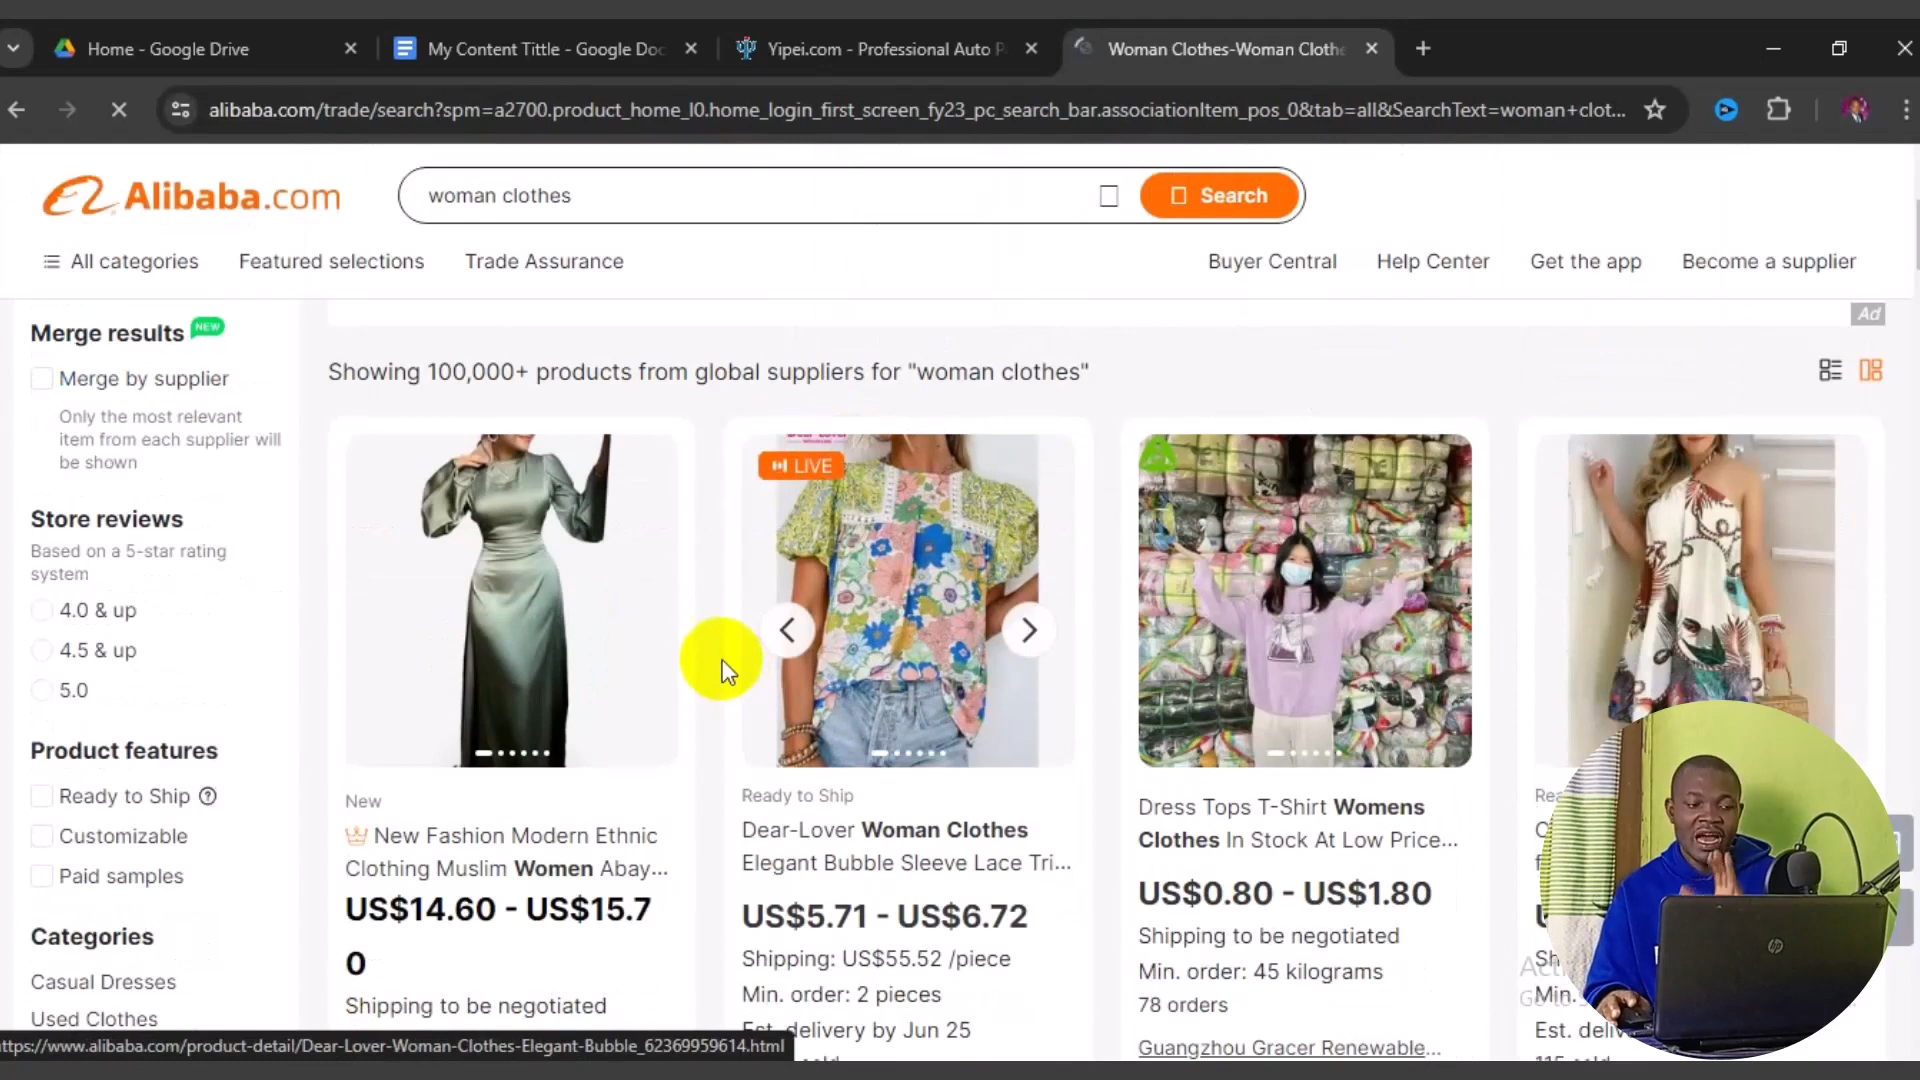 Home - Google Drive
My Content Tittle - Google Doc
Yipei.com - Professional Auto P
Woman Clothes-Woman Clothe
alibaba.com/trade/search?spm=a2700.product_home_l0.home_login_first_screen_fy23_pc_search_bar.associationItem_pos_0&tab=all&SearchText=woman+clot...
Alibaba.com
woman clothes
Search
All categories
Featured selections
Trade Assurance
Buyer Central
Help Center
Get the app
Become a supplier
Ad
Merge results NEW
Merge by supplier
Only the most relevant
item from each supplier will
be shown
Store reviews
Based on a 5-star rating
system
4.0 & up
4.5 & up
5.0
Product features
Ready to Ship
Customizable
Paid samples
Categories
Casual Dresses
Used Clothes
Showing 100,000+ products from global suppliers for "woman clothes"
New
New Fashion Modern Ethnic
Clothing Muslim Women Abay...
US$14.60 - US$15.7
0
Shipping to be negotiated
LIVE
Ready to Ship
Dear-Lover Woman Clothes
Elegant Bubble Sleeve Lace Tri...
US$5.71 - US$6.72
Shipping: US$55.52 /piece
Min. order: 2 pieces
Est. delivery by Jun 25
Dress Tops T-Shirt Womens
Clothes In Stock At Low Price...
US$0.80 - US$1.80
Shipping to be negotiated
Min. order: 45 kilograms
78 orders
Guangzhou Gracer Renewable...
Min.
Est. deliv
ttps://www.alibaba.com/product-detail/Dear-Lover-Woman-Clothes-Elegant-Bubble_62369959614.html
hp